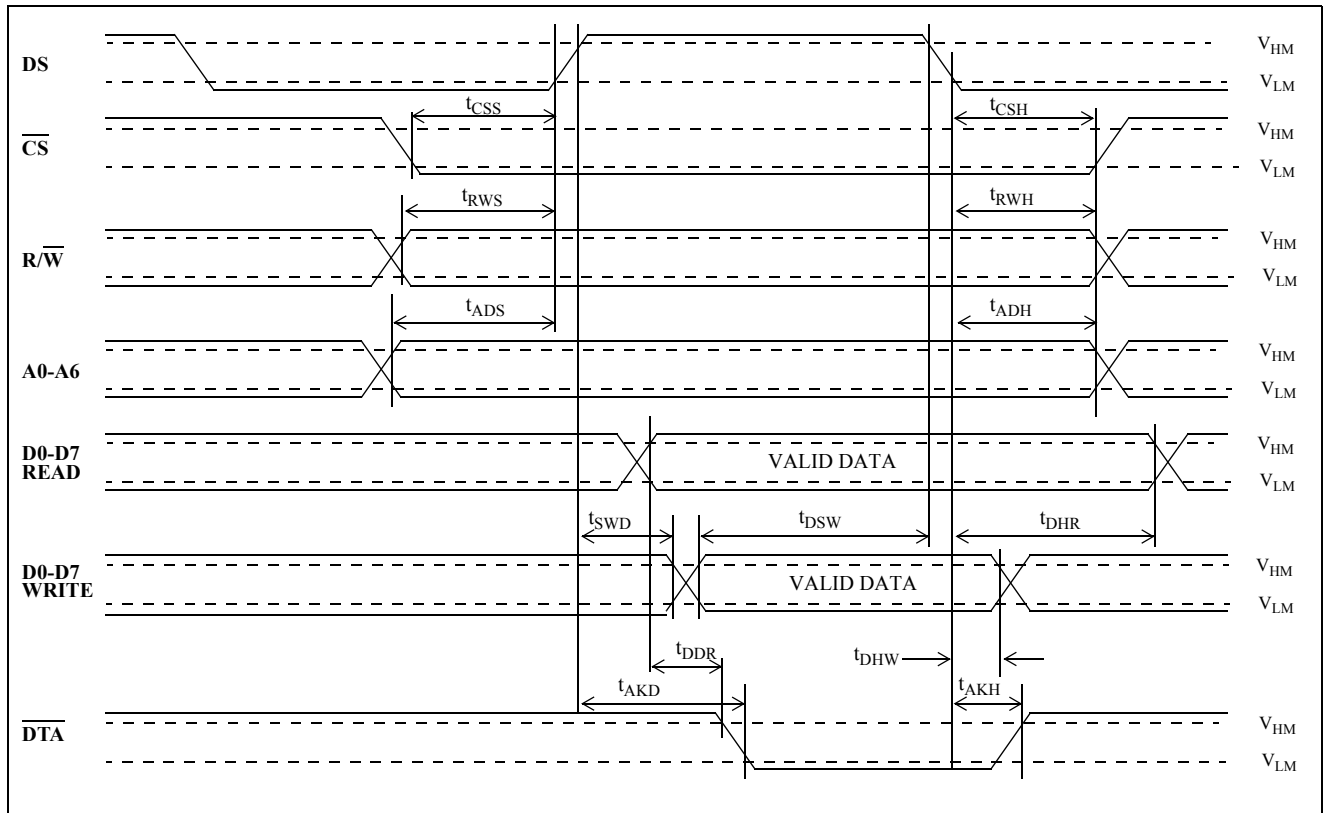 DS
V_HM
V_LM
t_CSS
t_CSH
C̅S̅
V_HM
V_LM
t_RWS
t_RWH
R/W̅
V_HM
V_LM
t_ADS
t_ADH
A0-A6
V_HM
V_LM
D0-D7
READ
VALID DATA
V_HM
V_LM
t_SWD
t_DSW
t_DHR
D0-D7
WRITE
VALID DATA
V_HM
V_LM
t_DDR
t_DHW
t_AKD
t_AKH
D̅T̅A̅
V_HM
V_LM